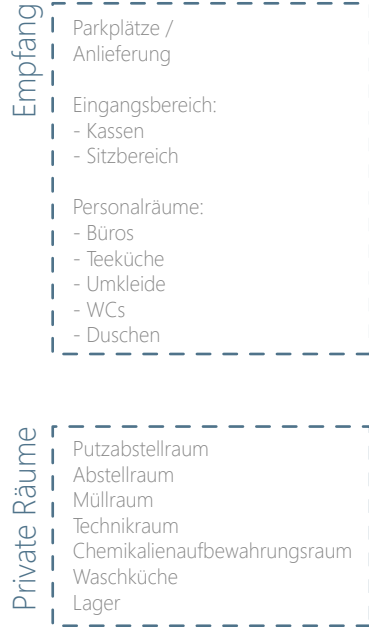 Empfang
Parkplätze /
Anlieferung
Eingangsbereich:
- Kassen
- Sitzbereich
Personalräume:
- Büros
- Teeküche
- Umkleide
- WCs
- Duschen
Private Räume
Putzabstellraum
Abstellraum
Müllraum
Technikraum
Chemikalienaufbewahrungsraum
Waschküche
Lager